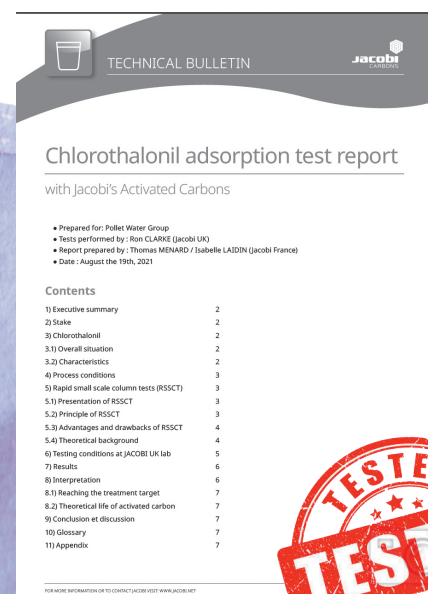 TECHNICAL BULLETIN
Jacobi
CARBONS
Chlorothalonil adsorption test report
with Jacobi's Activated Carbons
• Prepared for: Pollet Water Group
• Tests performed by : Ron CLARKE (Jacobi UK)
• Report prepared by : Thomas MENARD / Isabelle LAIDIN (Jacobi France)
• Date : August the 19th, 2021
Contents
1) Executive summary 2
2) Stake 2
3) Chlorothalonil 2
3.1) Overall situation 2
3.2) Characteristics 2
4) Process conditions 3
5) Rapid small scale column tests (RSSCT) 3
5.1) Presentation of RSSCT 3
5.2) Principle of RSSCT 3
5.3) Advantages and drawbacks of RSSCT 4
5.4) Theoretical background 4
6) Testing conditions at JACOBI UK lab 5
7) Results 6
8) Interpretation 6
8.1) Reaching the treatment target 7
8.2) Theoretical life of activated carbon 7
9) Conclusion et discussion 7
10) Glossary 7
11) Appendix 7
TESTE
TEST
FOR MORE INFORMATION OR TO CONTACT JACOBI VISIT: WWW.JACOBI.NET